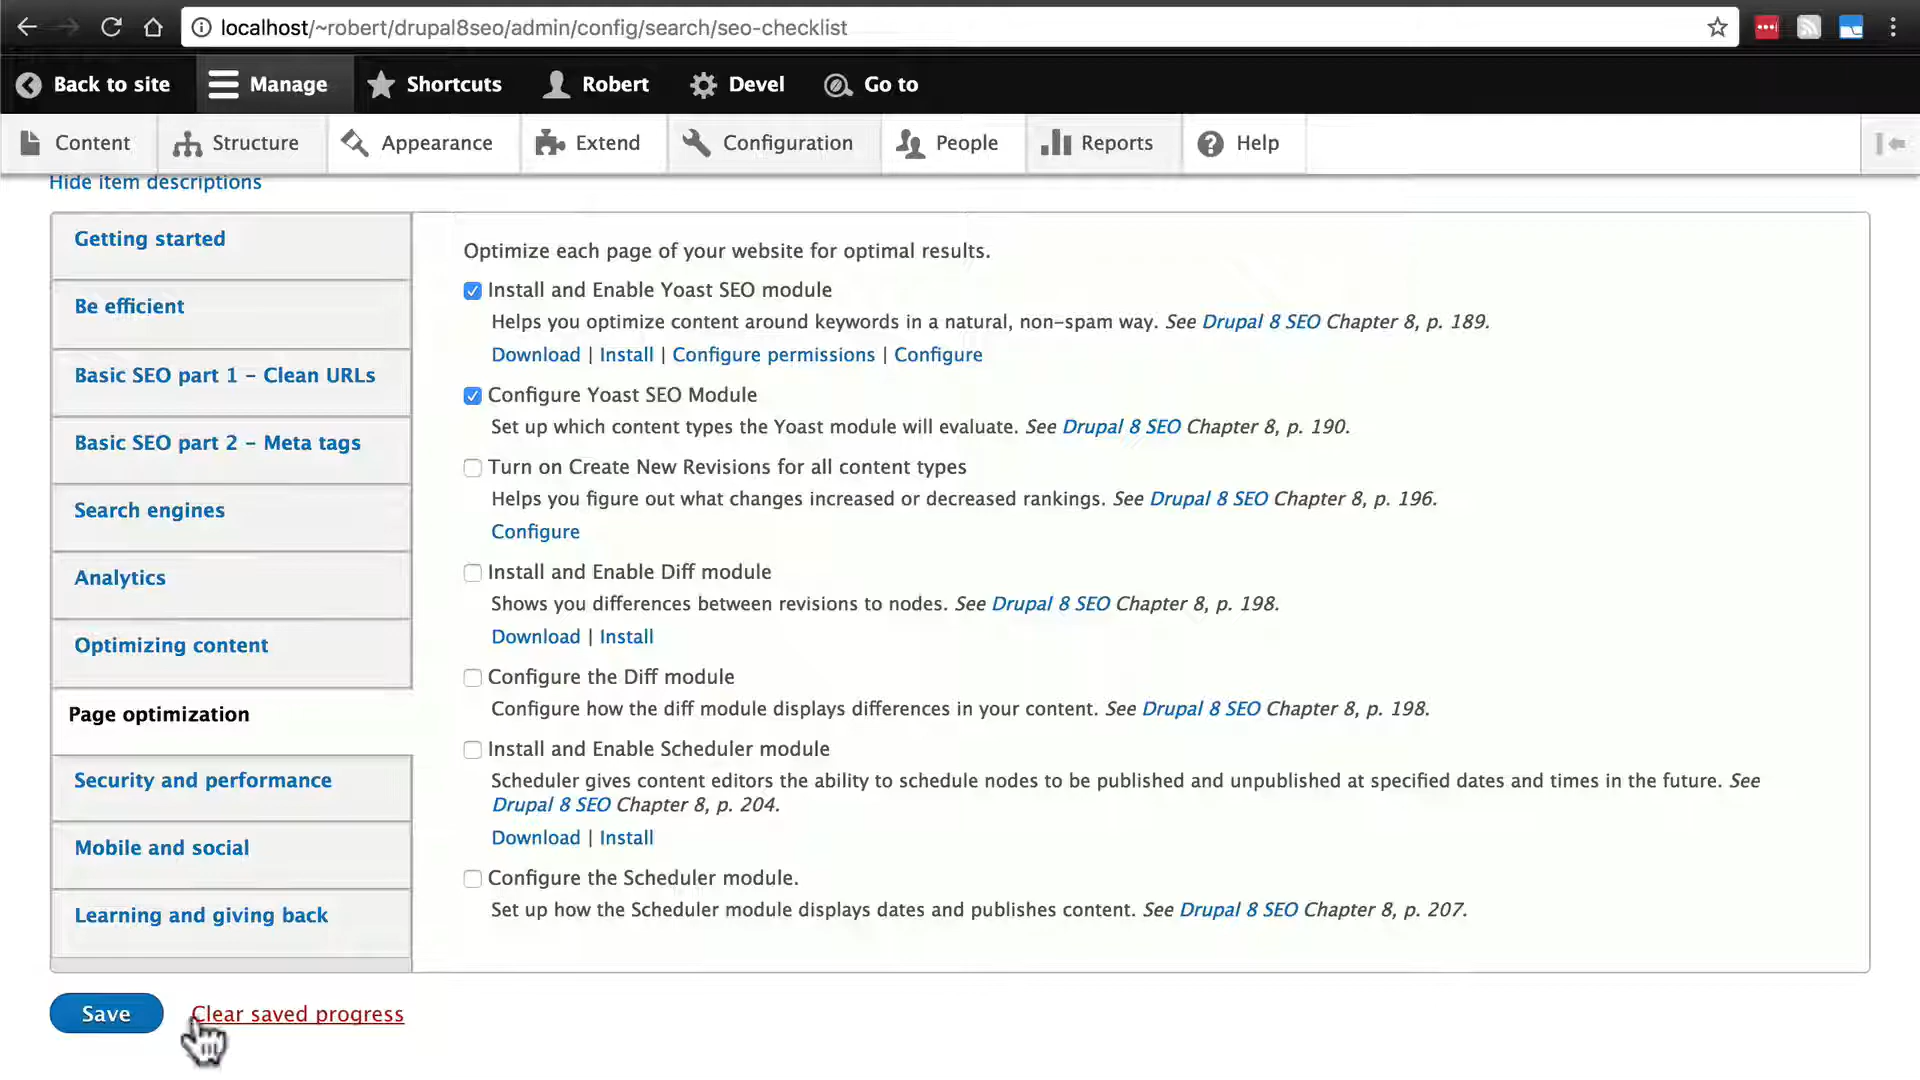 localhost/~robert/drupal8seo/admin/config/search/seo-checklist
Back to site Manage Shortcuts Robert Devel Go to
Content Structure Appearance Extend Configuration People Reports Help
Hide item descriptions
Getting started
Be efficient
Basic SEO part 1 – Clean URLs
Basic SEO part 2 – Meta tags
Search engines
Analytics
Optimizing content
Page optimization
Security and performance
Mobile and social
Learning and giving back
Optimize each page of your website for optimal results.
Install and Enable Yoast SEO module
Helps you optimize content around keywords in a natural, non-spam way. See Drupal 8 SEO Chapter 8, p. 189.
Download | Install | Configure permissions | Configure
Configure Yoast SEO Module
Set up which content types the Yoast module will evaluate. See Drupal 8 SEO Chapter 8, p. 190.
Turn on Create New Revisions for all content types
Helps you figure out what changes increased or decreased rankings. See Drupal 8 SEO Chapter 8, p. 196.
Configure
Install and Enable Diff module
Shows you differences between revisions to nodes. See Drupal 8 SEO Chapter 8, p. 198.
Download | Install
Configure the Diff module
Configure how the diff module displays differences in your content. See Drupal 8 SEO Chapter 8, p. 198.
Install and Enable Scheduler module
Scheduler gives content editors the ability to schedule nodes to be published and unpublished at specified dates and times in the future. See
Drupal 8 SEO Chapter 8, p. 204.
Download | Install
Configure the Scheduler module.
Set up how the Scheduler module displays dates and publishes content. See Drupal 8 SEO Chapter 8, p. 207.
Save Clear saved progress